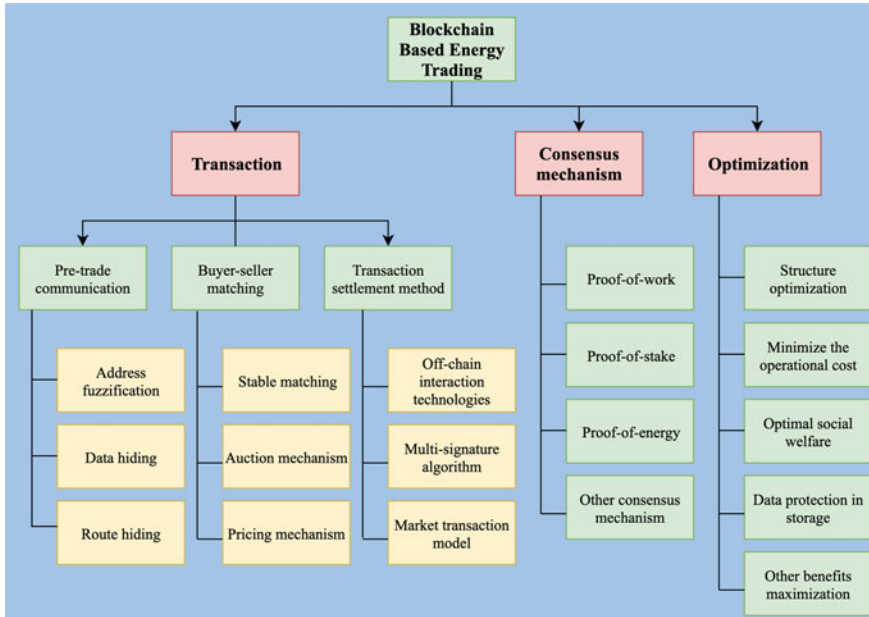 Blockchain
Based Energy
Trading
Transaction
Consensus
mechanism
Optimization
Pre-trade
communication
Buyer-seller
matching
Transaction
settlement method
Address
fuzzification
Data hiding
Route hiding
Stable matching
Auction mechanism
Pricing mechanism
Off-chain
interaction
technologies
Multi-signature
algorithm
Market transaction
model
Proof-of-work
Proof-of-stake
Proof-of-energy
Other consensus
mechanism
Structure
optimization
Minimize the
operational cost
Optimal social
welfare
Data protection in
storage
Other benefits
maximization